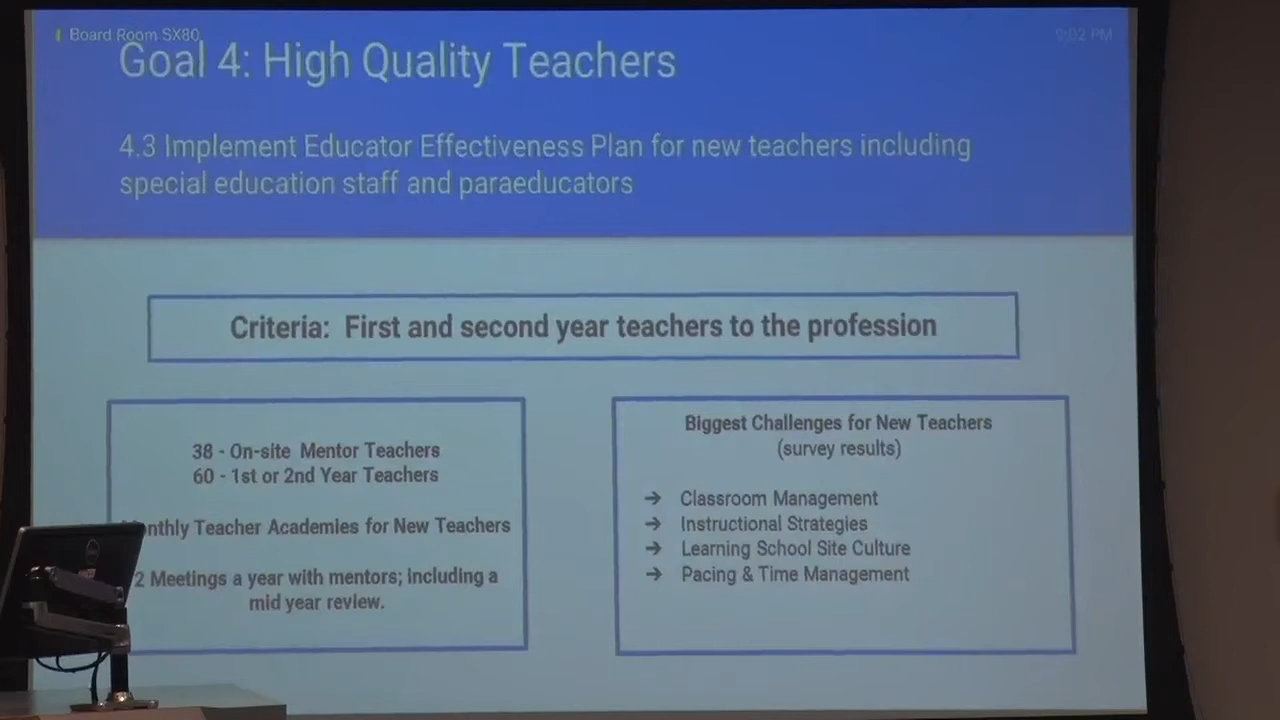 Board Room SX80
9:02 PM
Goal 4: High Quality Teachers
4.3 Implement Educator Effectiveness Plan for new teachers including
special education staff and paraeducators
Criteria: First and second year teachers to the profession
38 - On-site Mentor Teachers
60 - 1st or 2nd Year Teachers
Teacher Academies for New Teachers
2 Meetings a year with mentors; including a
mid year review.
Biggest Challenges for New Teachers
(survey results)
→ Classroom Management
→ Instructional Strategies
→ Learning School Site Culture
→ Pacing & Time Management